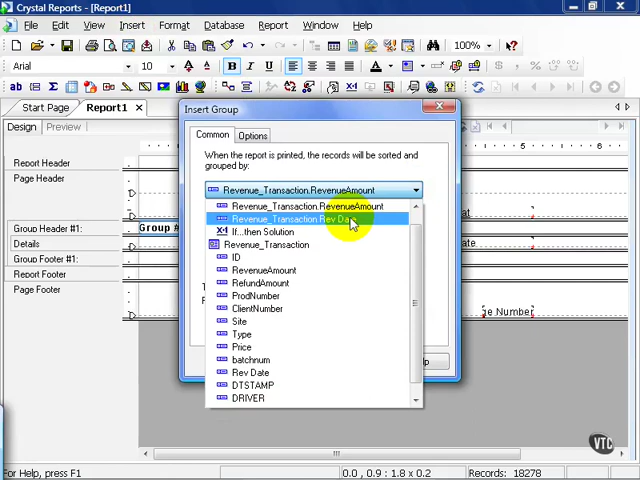 Crystal Reports - [Report1]
File Edit View Insert Format Database Report Window Help
100%
Arial 10 B I U A
Start Page Report1
Design Preview
Report Header
Page Header
Group Header #1: Group #
Details
Group Footer #1:
Report Footer
Page Footer
ge Number
Insert Group
Common Options
When the report is printed, the records will be sorted and
grouped by:
Revenue_Transaction.RevenueAmount
Revenue_Transaction.RevenueAmount
Revenue_Transaction.Rev Date
If...then Solution
Revenue_Transaction
ID
RevenueAmount
RefundAmount
ProdNumber
ClientNumber
Site
Type
Price
batchnum
Rev Date
DTSTAMP
DRIVER
VTC
For Help, press F1 0.0 , 0.9 : 1.8 x 0.2 Records: 18278